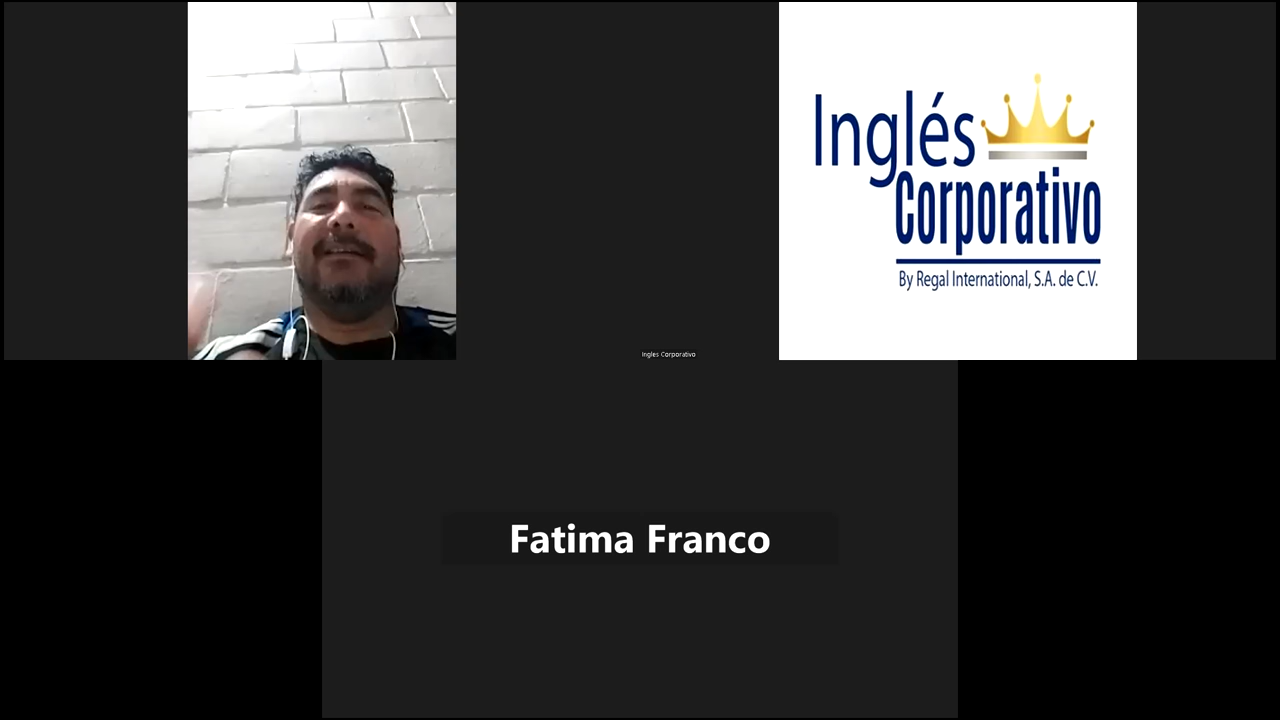 Inglés
Corporativo
By Regal International, S.A. de C.V.
Ingles Corporativo
Fatima Franco